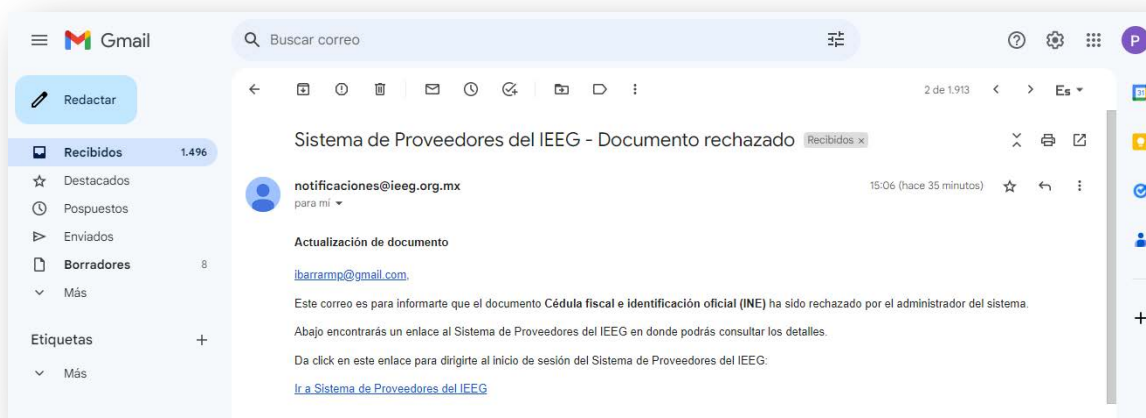 Gmail
Buscar correo
Redactar
2 de 1.913
Es
Sistema de Proveedores del IEEG - Documento rechazado Recibidos x
Recibidos 1.496
Destacados
Pospuestos
Enviados
Borradores 8
Más
Etiquetas +
Más
notificaciones@ieeg.org.mx 15:06 (hace 35 minutos)
para mí
Actualización de documento
ibarrarmp@gmail.com,
Este correo es para informarte que el documento Cédula fiscal e identificación oficial (INE) ha sido rechazado por el administrador del sistema.
Abajo encontrarás un enlace al Sistema de Proveedores del IEEG en donde podrás consultar los detalles.
Da click en este enlace para dirigirte al inicio de sesión del Sistema de Proveedores del IEEG:
Ir a Sistema de Proveedores del IEEG
P
31